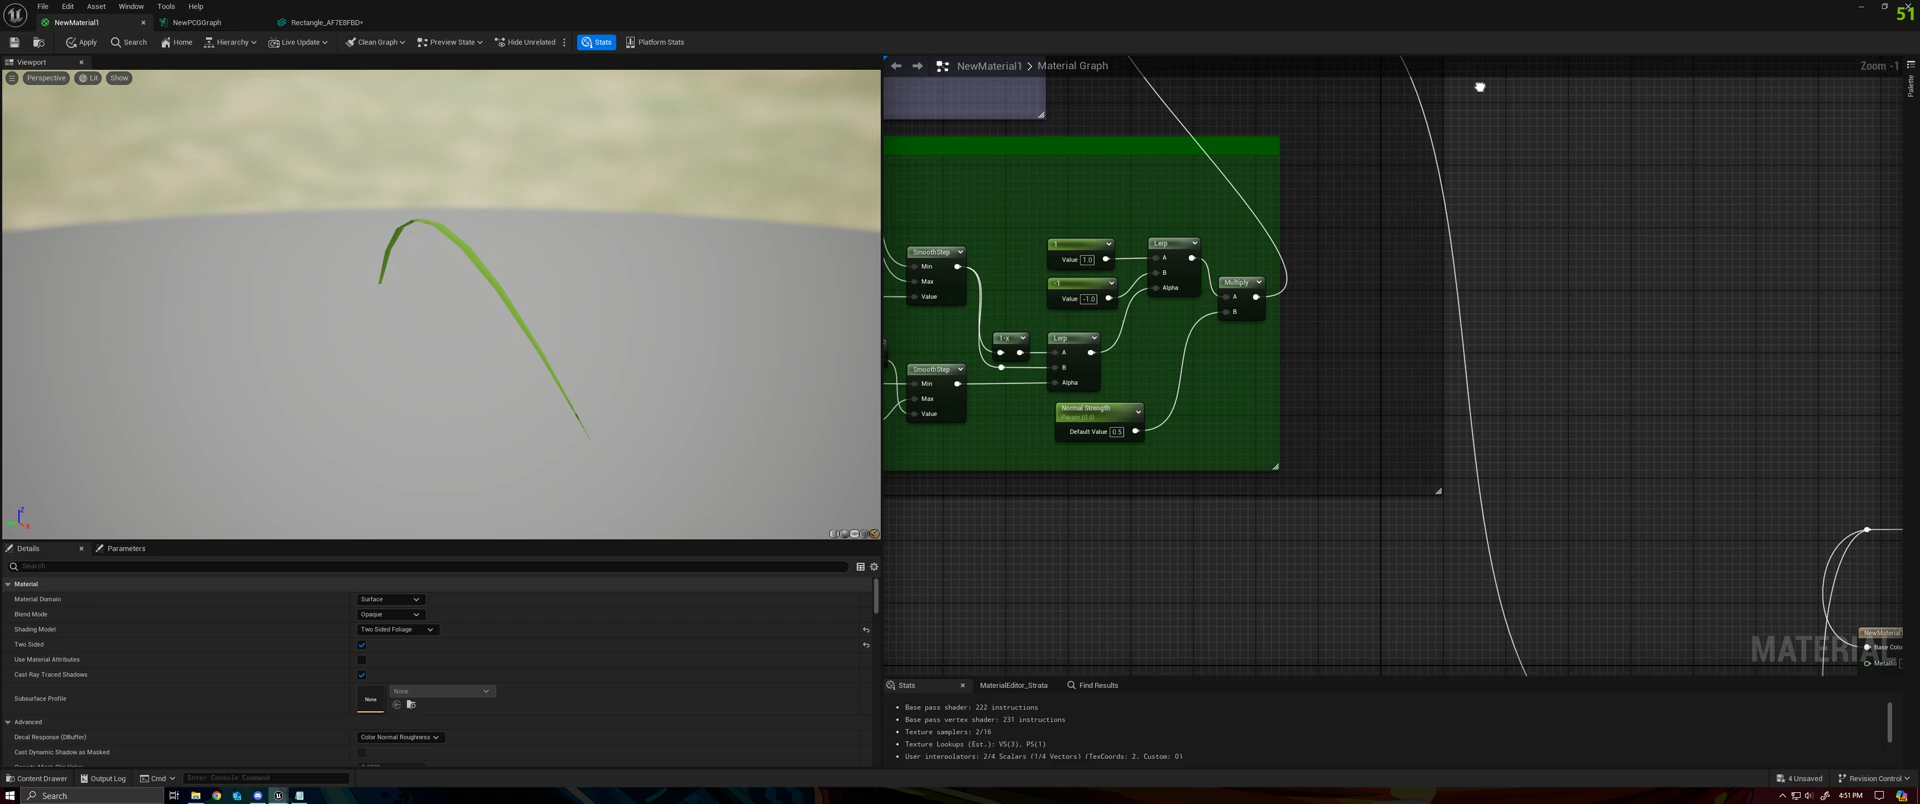 File Edit Asset Window Tools Help
51
NewMaterial1 NewPCGGraph Rectangle_AF7E8FBD*
Apply Search Home Hierarchy Live Update Clean Graph Preview State Hide Unrelated Stats Platform Stats
Viewport
Perspective Lit Show
NewMaterial1 > Material Graph
Zoom -1
Palette
SmoothStep
Min
Max
Value
1
Value 1.0
-1
Value -1.0
Lerp
A
B
Alpha
Multiply
A
B
1-x
Lerp
A
B
Alpha
SmoothStep
Min
Max
Value
Normal Strength
Default Value 0.5
NewMaterial
Base Colo
Metallic
MATERIAL
Z
X
Details Parameters
Search
Material
Material Domain Surface
Blend Mode Opaque
Shading Model Two Sided Foliage
Two Sided
Use Material Attributes
Cast Ray Traced Shadows
Subsurface Profile None None
Advanced
Decal Response (DBuffer) Color Normal Roughness
Cast Dynamic Shadow as Masked
Stats MaterialEditor_Strata Find Results
Base pass shader: 222 instructions
Base pass vertex shader: 231 instructions
Texture samplers: 2/16
Texture Lookups (Est.): VS(3), PS(1)
User interpolators: 2/4 Scalars (1/4 Vectors) (TexCoords: 2, Custom: 0)
Content Drawer Output Log Cmd Enter Console Command
4 Unsaved Revision Control
Search
4:51 PM